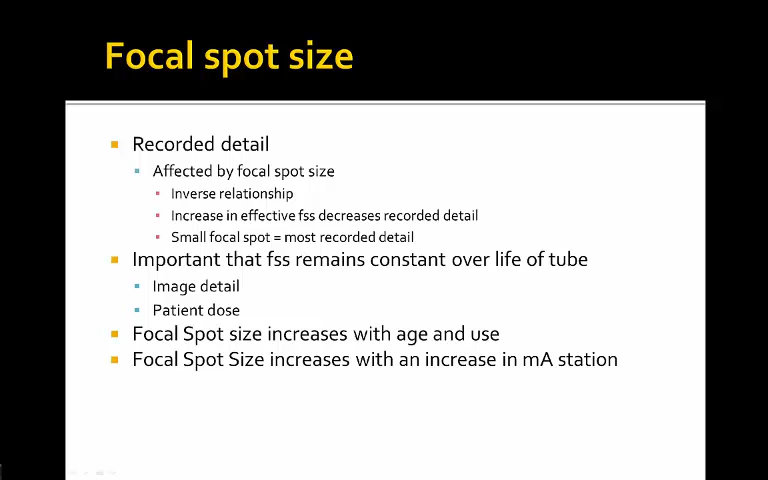 Focal spot size
Recorded detail
Affected by focal spot size
Inverse relationship
Increase in effective fss decreases recorded detail
Small focal spot = most recorded detail
Important that fss remains constant over life of tube
Image detail
Patient dose
Focal Spot size increases with age and use
Focal Spot Size increases with an increase in mA station